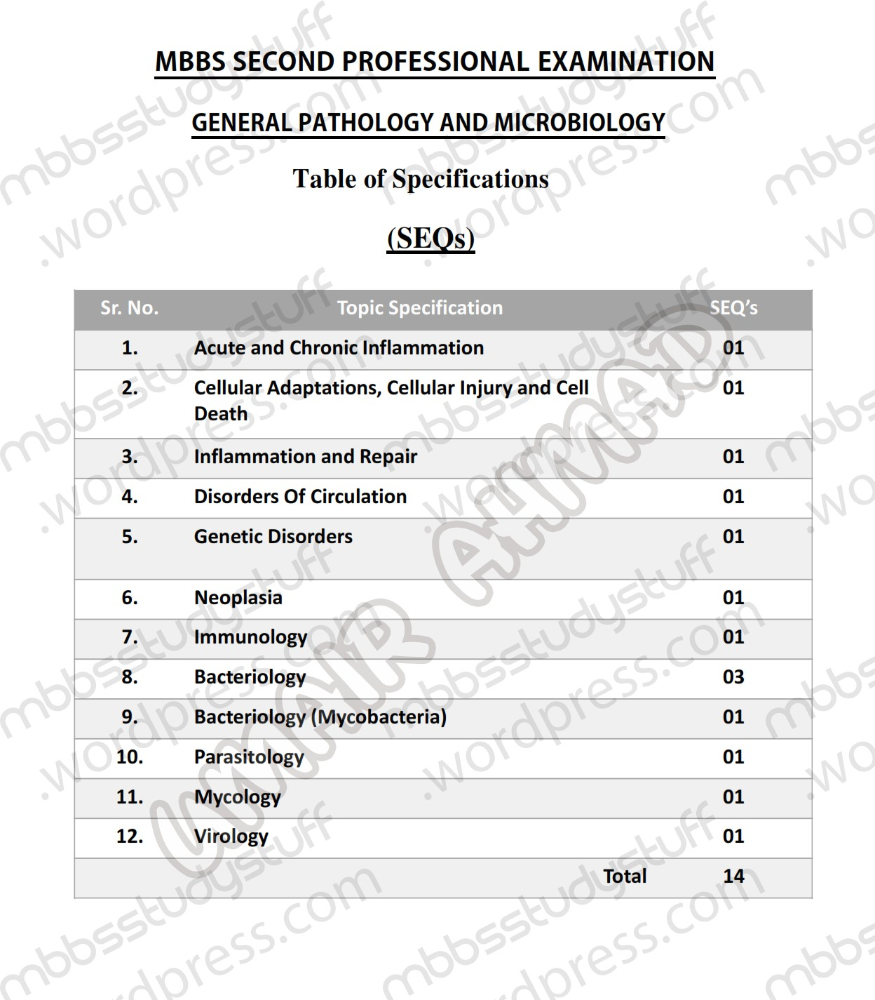 MBBS SECOND PROFESSIONAL EXAMINATION
GENERAL PATHOLOGY AND MICROBIOLOGY
Table of Specifications
(SEQs)
Sr. No. Topic Specification SEQ’s
1. Acute and Chronic Inflammation 01
2. Cellular Adaptations, Cellular Injury and Cell 01
Death
3. Inflammation and Repair 01
4. Disorders Of Circulation 01
5. Genetic Disorders 01
6. Neoplasia 01
7. Immunology 01
8. Bacteriology 03
9. Bacteriology (Mycobacteria) 01
10. Parasitology 01
11. Mycology 01
12. Virology 01
Total 14
UMAR AHMAD
mbbsstudystuff
.wordpress.com